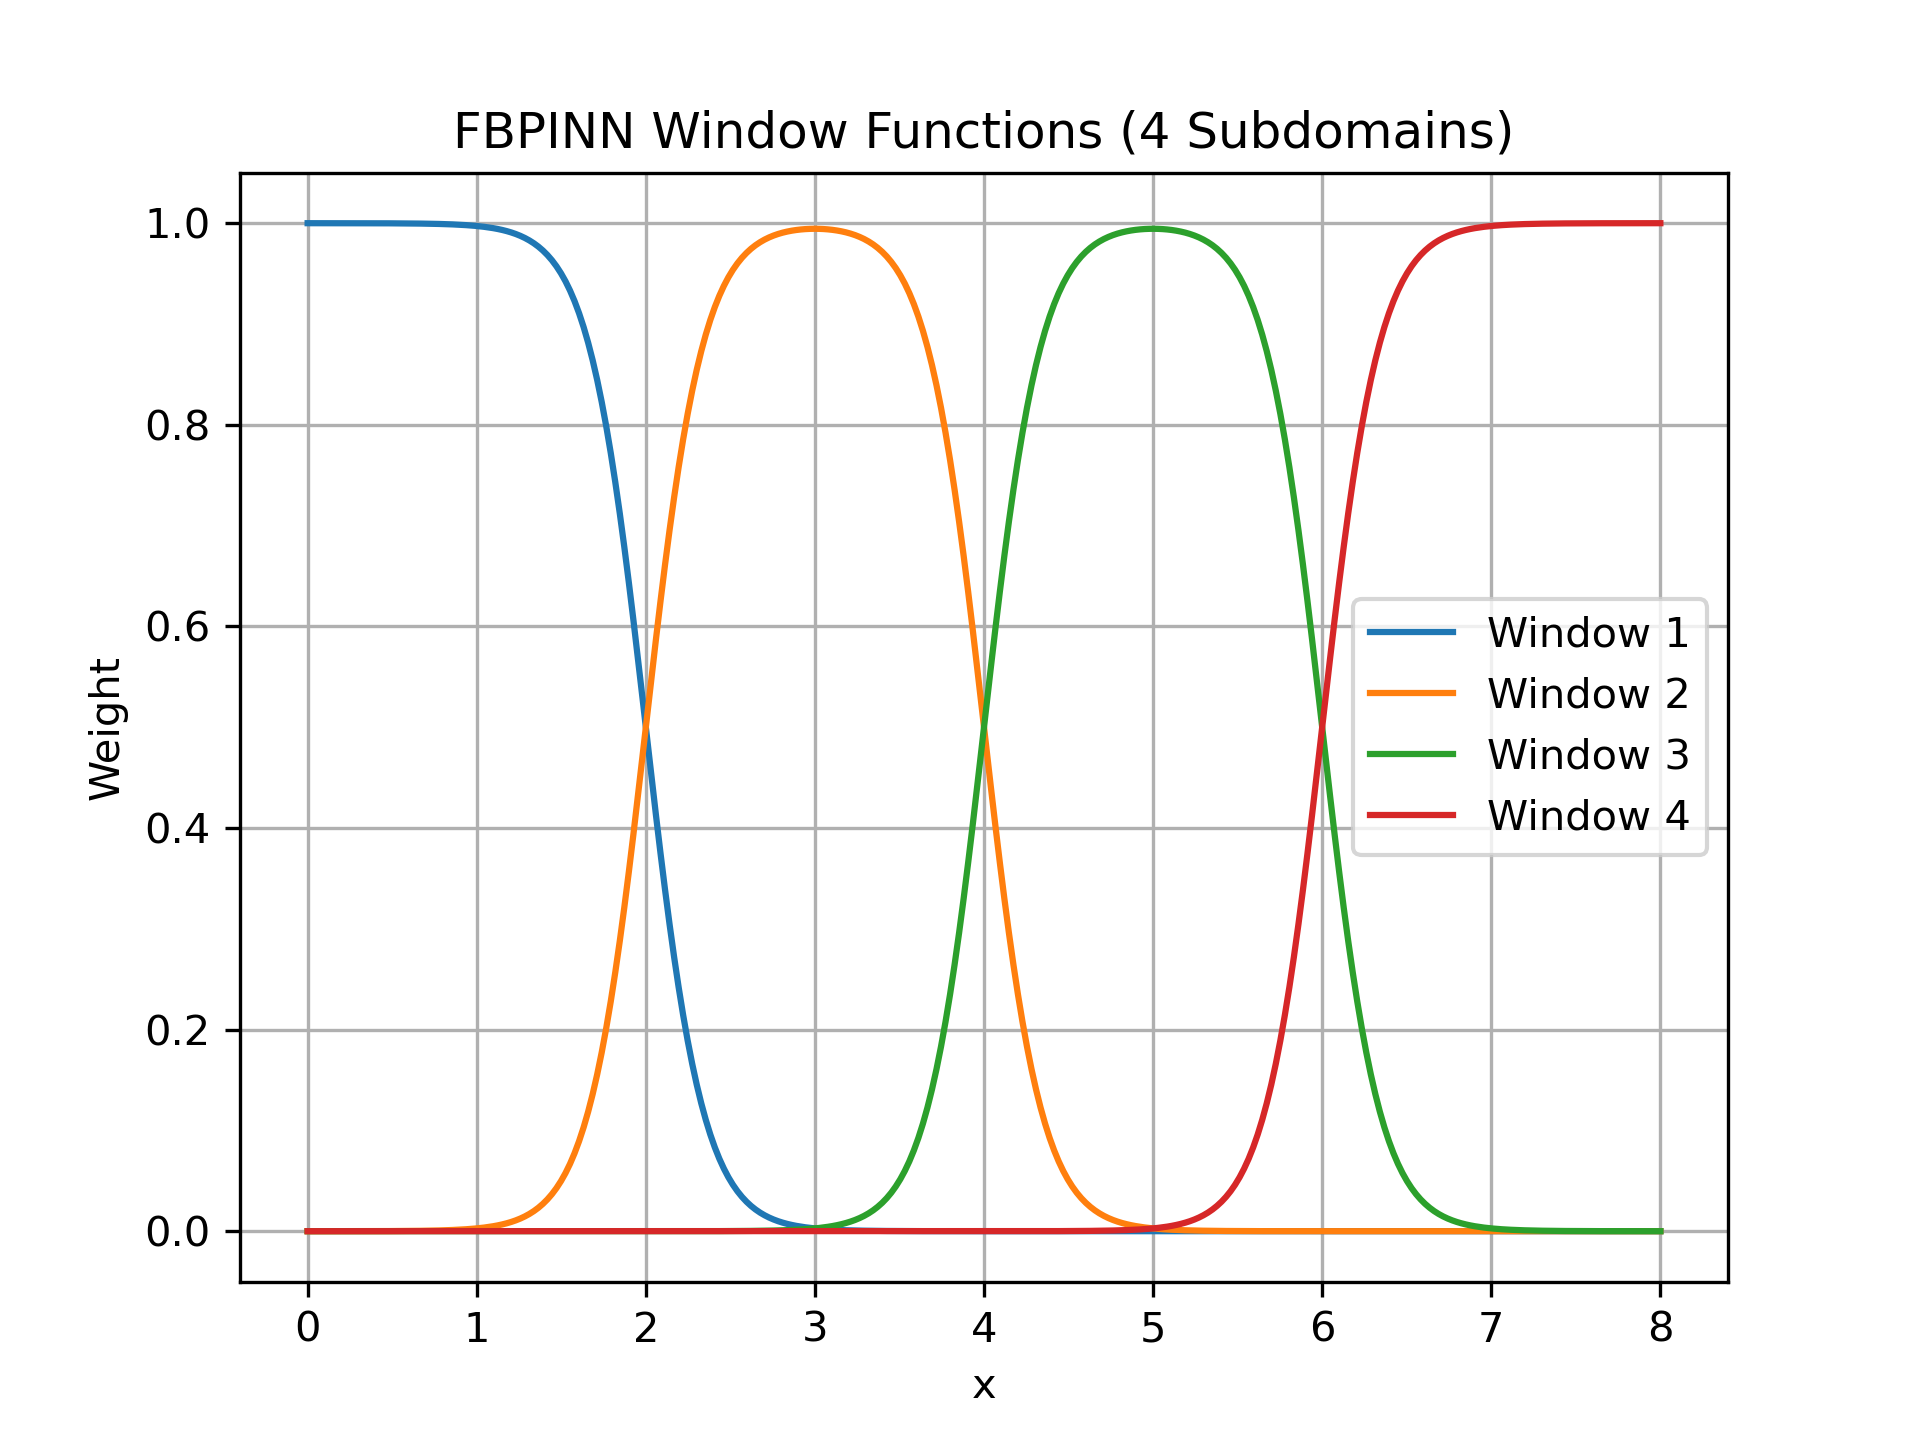 FBPINN Window Functions (4 Subdomains)
1.0
0.8
0.6
0.4
0.2
0.0
Weight
Window 1
Window 2
Window 3
Window 4
0 1 2 3 4 5 6 7 8
x